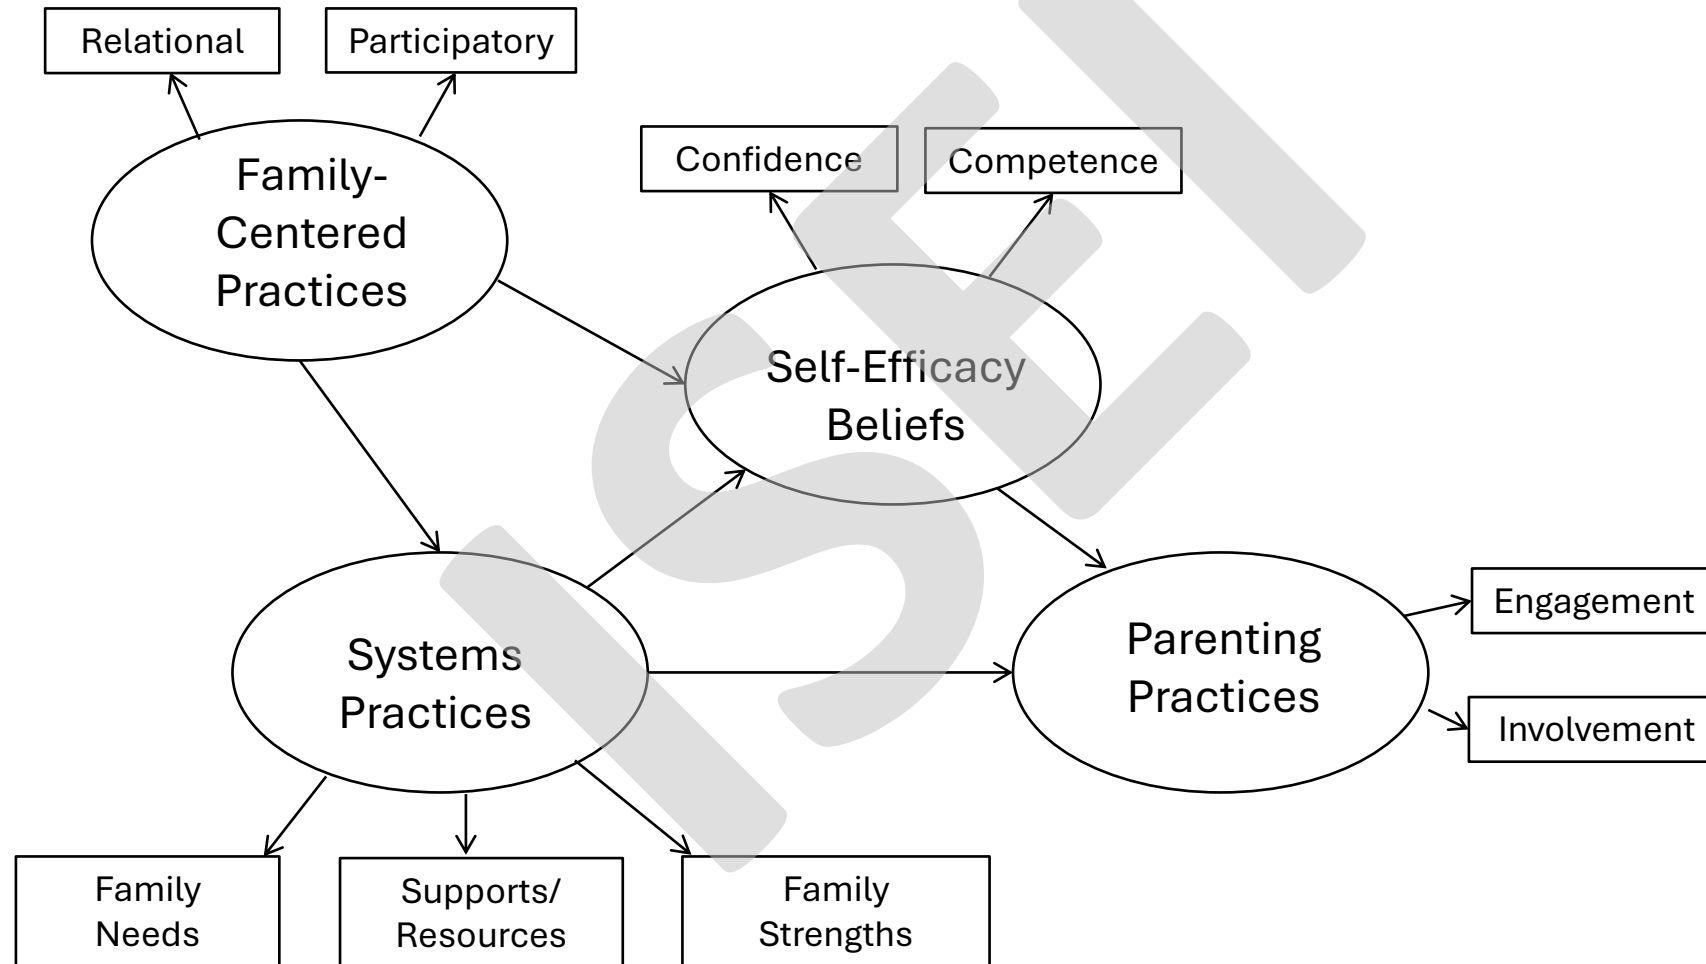 Relational
Participatory
Confidence
Competence
Family-
Centered
Practices
Self-Efficacy
Beliefs
Systems
Practices
Parenting
Practices
Engagement
Involvement
Family
Needs
Supports/
Resources
Family
Strengths
ISEI